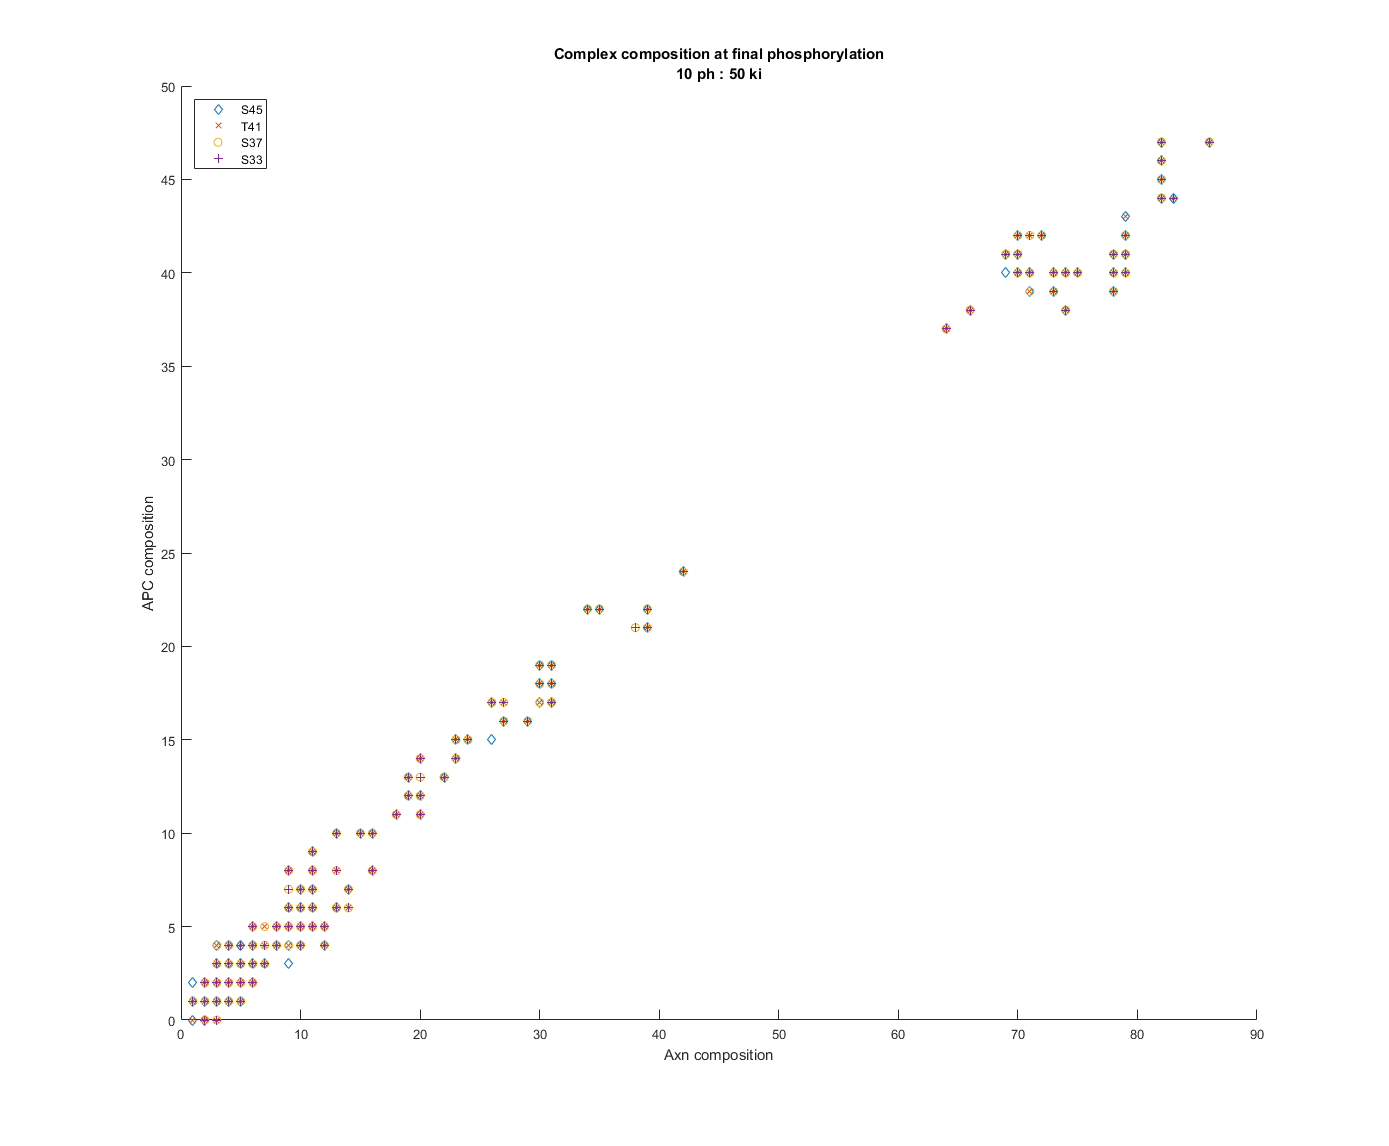 Complex composition at final phosphorylation
10 ph : 50 ki
S45
T41
S37
S33
50
45
40
35
30
25
20
15
10
5
0
APC composition
0 10 20 30 40 50 60 70 80 90
Axn composition